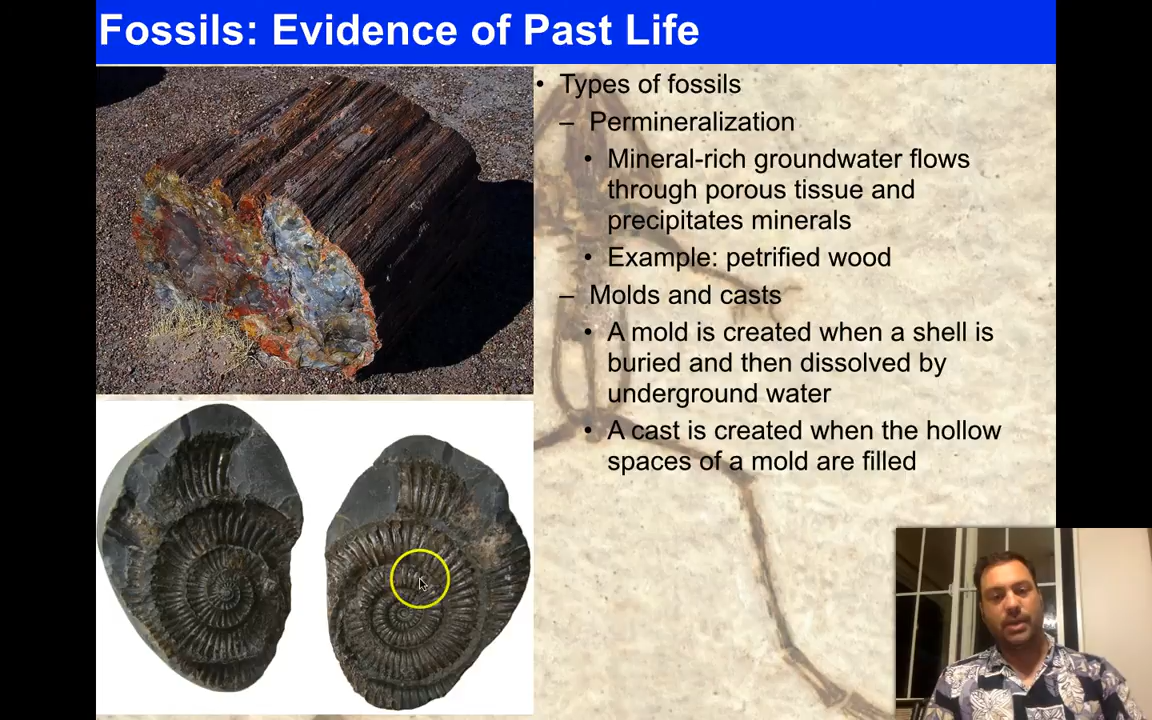 Fossils: Evidence of Past Life
• Types of fossils
– Permineralization
• Mineral-rich groundwater flows
through porous tissue and
precipitates minerals
• Example: petrified wood
– Molds and casts
• A mold is created when a shell is
buried and then dissolved by
underground water
• A cast is created when the hollow
spaces of a mold are filled